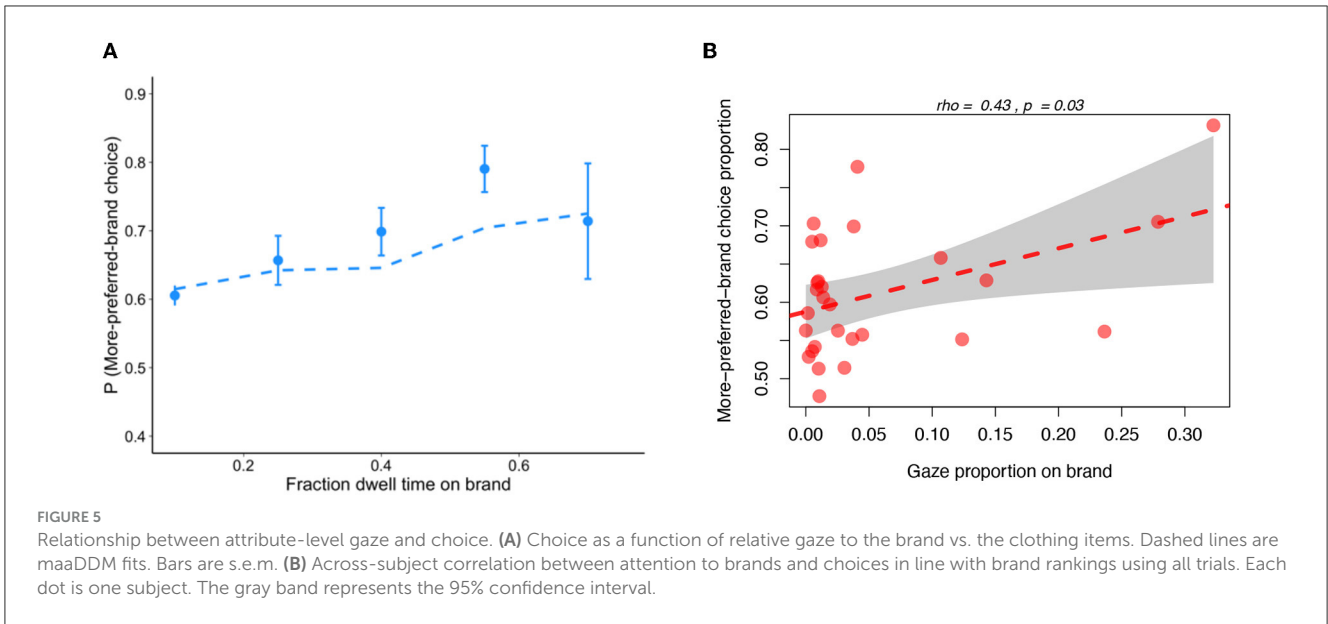 A
P (More-preferred-brand choice)
0.9
0.8
0.7
0.6
0.5
0.4
0.2
0.4
0.6
Fraction dwell time on brand
B
rho = 0.43 , p = 0.03
More-preferred-brand choice proportion
0.80
0.70
0.60
0.50
0.00
0.05
0.10
0.15
0.20
0.25
0.30
Gaze proportion on brand
FIGURE 5
Relationship between attribute-level gaze and choice. (A) Choice as a function of relative gaze to the brand vs. the clothing items. Dashed lines are
maaDDM fits. Bars are s.e.m. (B) Across-subject correlation between attention to brands and choices in line with brand rankings using all trials. Each
dot is one subject. The gray band represents the 95% confidence interval.